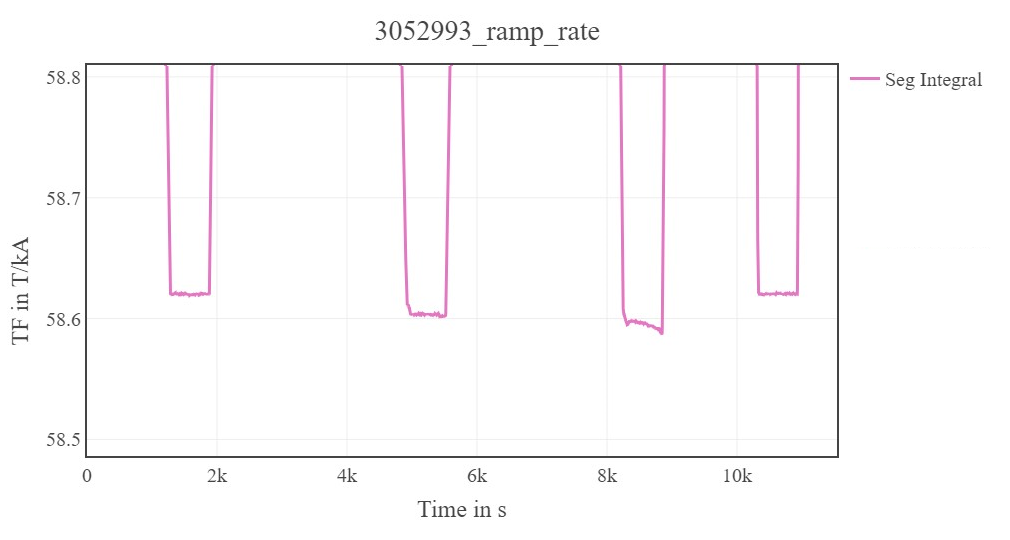 3052993_ramp_rate
Seg Integral
58.8
58.7
58.6
58.5
TF in T/kA
0 2k 4k 6k 8k 10k
Time in s